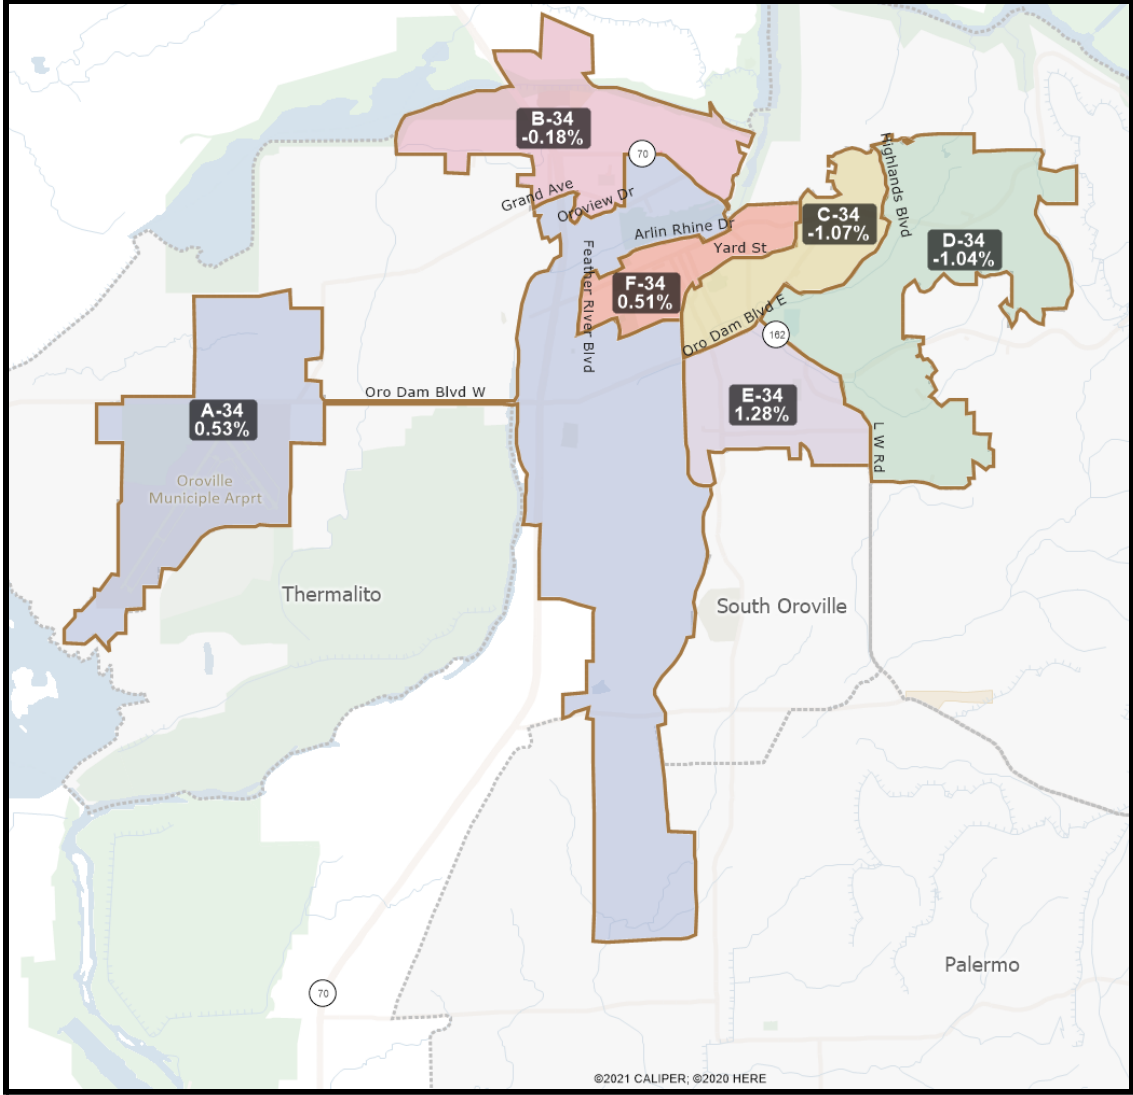 B-34
-0.18%
70
Highlands Blvd
Grand Ave
Oroview Dr
Arlin Rhine Dr
C-34
-1.07%
D-34
-1.04%
Yard St
Feather RIver Blvd
F-34
0.51%
Oro Dam Blvd E
162
Oro Dam Blvd W
A-34
0.53%
E-34
1.28%
L W Rd
Oroville
Municiple Arprt
Thermalito
South Oroville
Palermo
70
©2021 CALIPER; ©2020 HERE